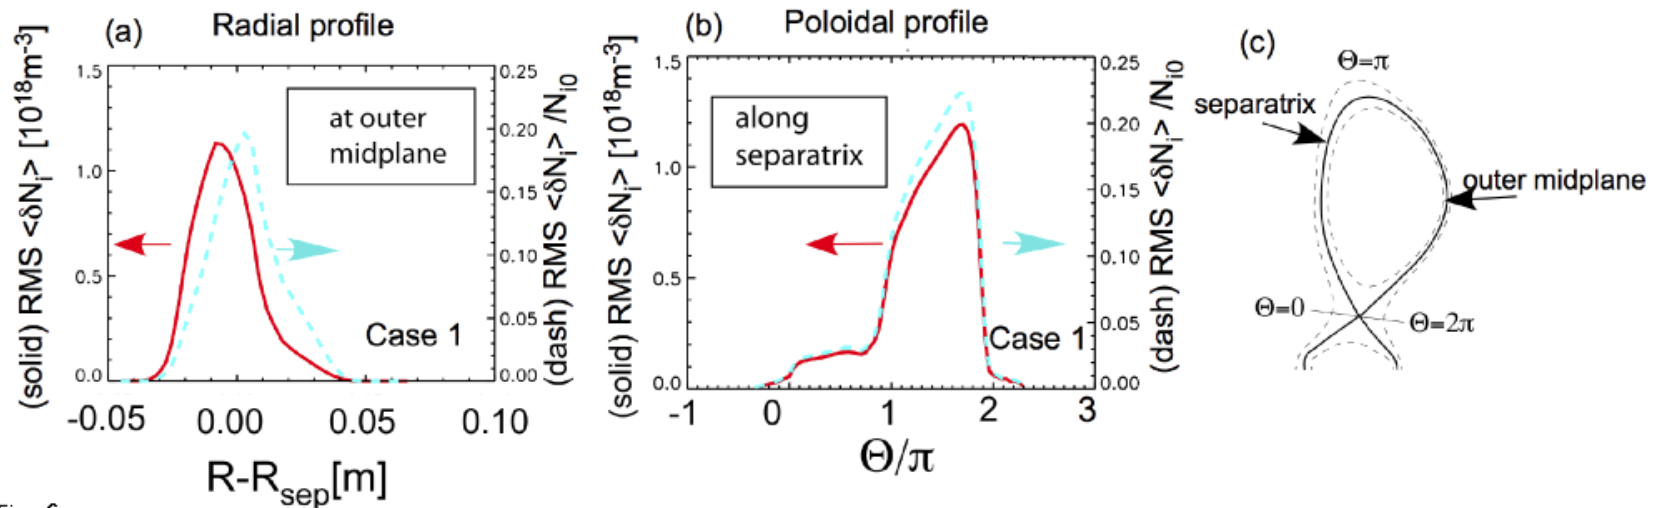 (a)
Radial profile
(solid) RMS <δN_i> [10^18 m^-3]
1.5
1.0
0.5
0.0
at outer
midplane
Case 1
0.25
0.20
0.15
0.10
0.05
0.00
(dash) RMS <δN_i> /N_i0
-0.05
0.00
0.05
0.10
R-R_sep[m]
(b)
Poloidal profile
(solid) RMS <δN_i> [10^18 m^-3]
1.5
1.0
0.5
0.0
along
separatrix
Case 1
0.25
0.20
0.15
0.10
0.05
0.00
(dash) RMS <δN_i> /N_i0
-1
0
1
2
3
Θ/π
(c)
Θ=π
separatrix
outer midplane
Θ=0
Θ=2π